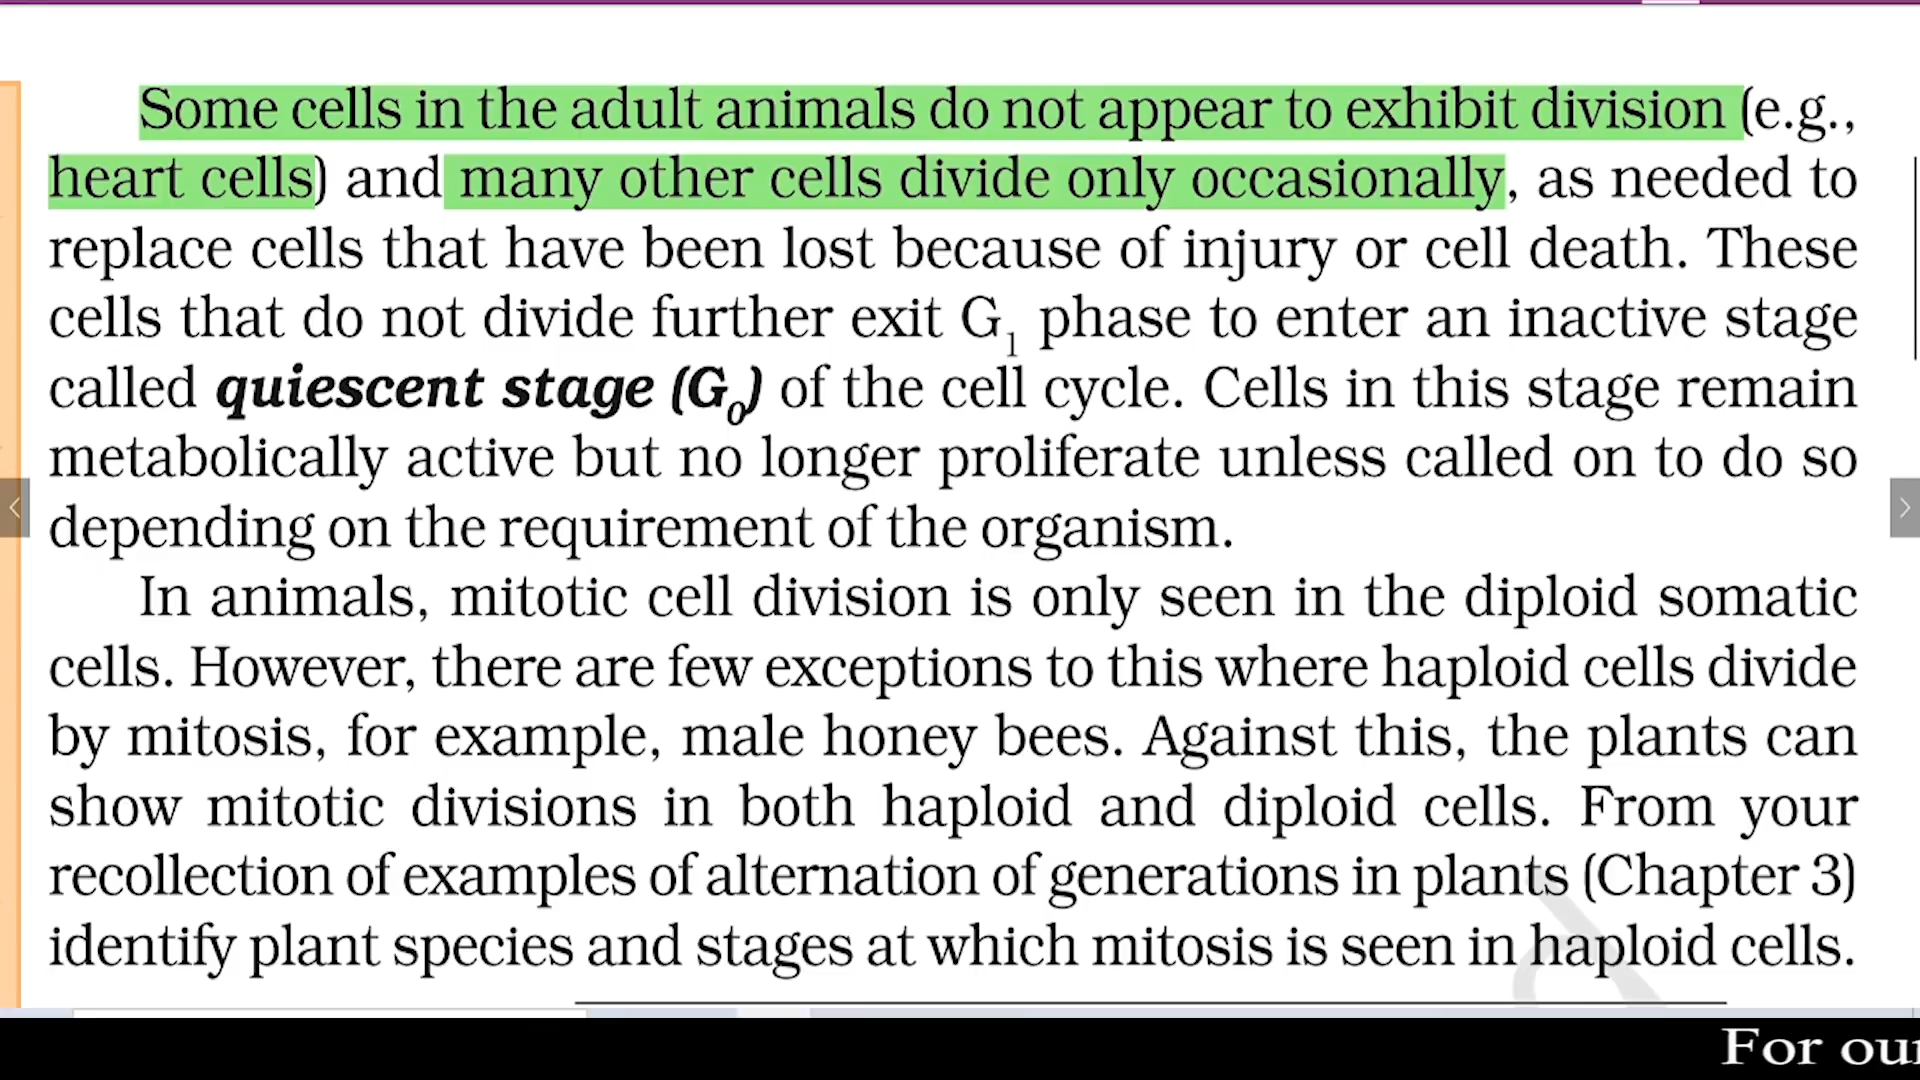 Some cells in the adult animals do not appear to exhibit division (e.g.,
heart cells) and many other cells divide only occasionally, as needed to
replace cells that have been lost because of injury or cell death. These
cells that do not divide further exit G₁ phase to enter an inactive stage
called quiescent stage (G₀) of the cell cycle. Cells in this stage remain
metabolically active but no longer proliferate unless called on to do so
depending on the requirement of the organism.
In animals, mitotic cell division is only seen in the diploid somatic
cells. However, there are few exceptions to this where haploid cells divide
by mitosis, for example, male honey bees. Against this, the plants can
show mitotic divisions in both haploid and diploid cells. From your
recollection of examples of alternation of generations in plants (Chapter 3)
identify plant species and stages at which mitosis is seen in haploid cells.
For